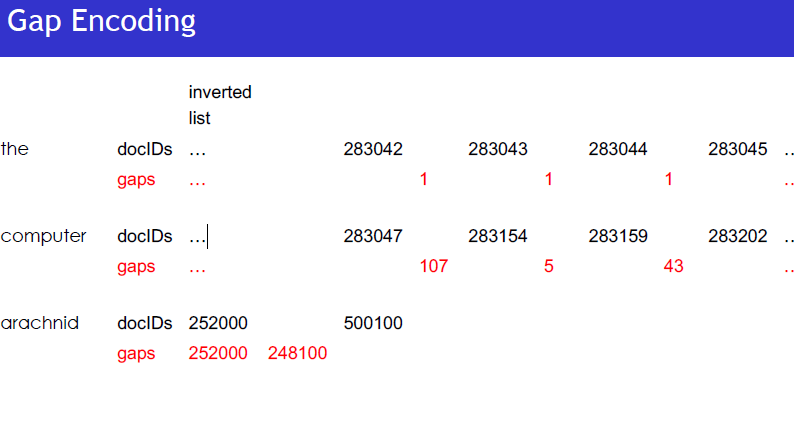 Gap Encoding
inverted
list
the docIDs … 283042 283043 283044 283045 ..
gaps … 1 1 1 ..
computer docIDs … 283047 283154 283159 283202 ..
gaps … 107 5 43 ..
arachnid docIDs 252000 500100
gaps 252000 248100